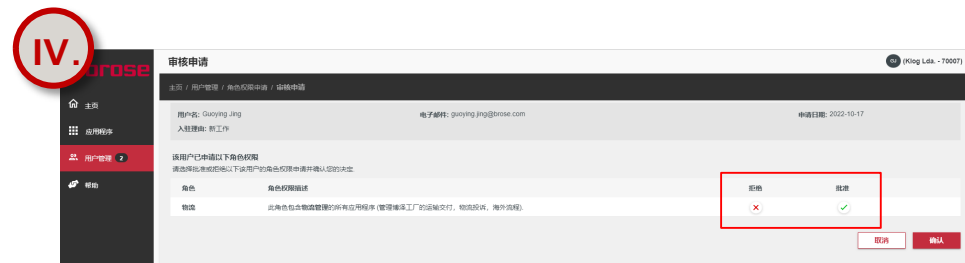 IV.
brose
审核申请
GJ (Klog Lda. - 70007)
主页 / 用户管理 / 角色权限申请 / 审核申请
主页
应用程序
用户管理 2
帮助
用户名: Guoying Jing 电子邮件: guoying.jing@brose.com 申请日期: 2022-10-17
入驻理由: 新工作
该用户已申请以下角色权限
请选择批准或拒绝以下该用户的角色权限申请并确认您的决定
角色 角色权限描述 拒绝 批准
物流 此角色包含物流管理的所有应用程序 (管理博泽工厂的运输交付，物流投诉，海外流程).
取消 确认